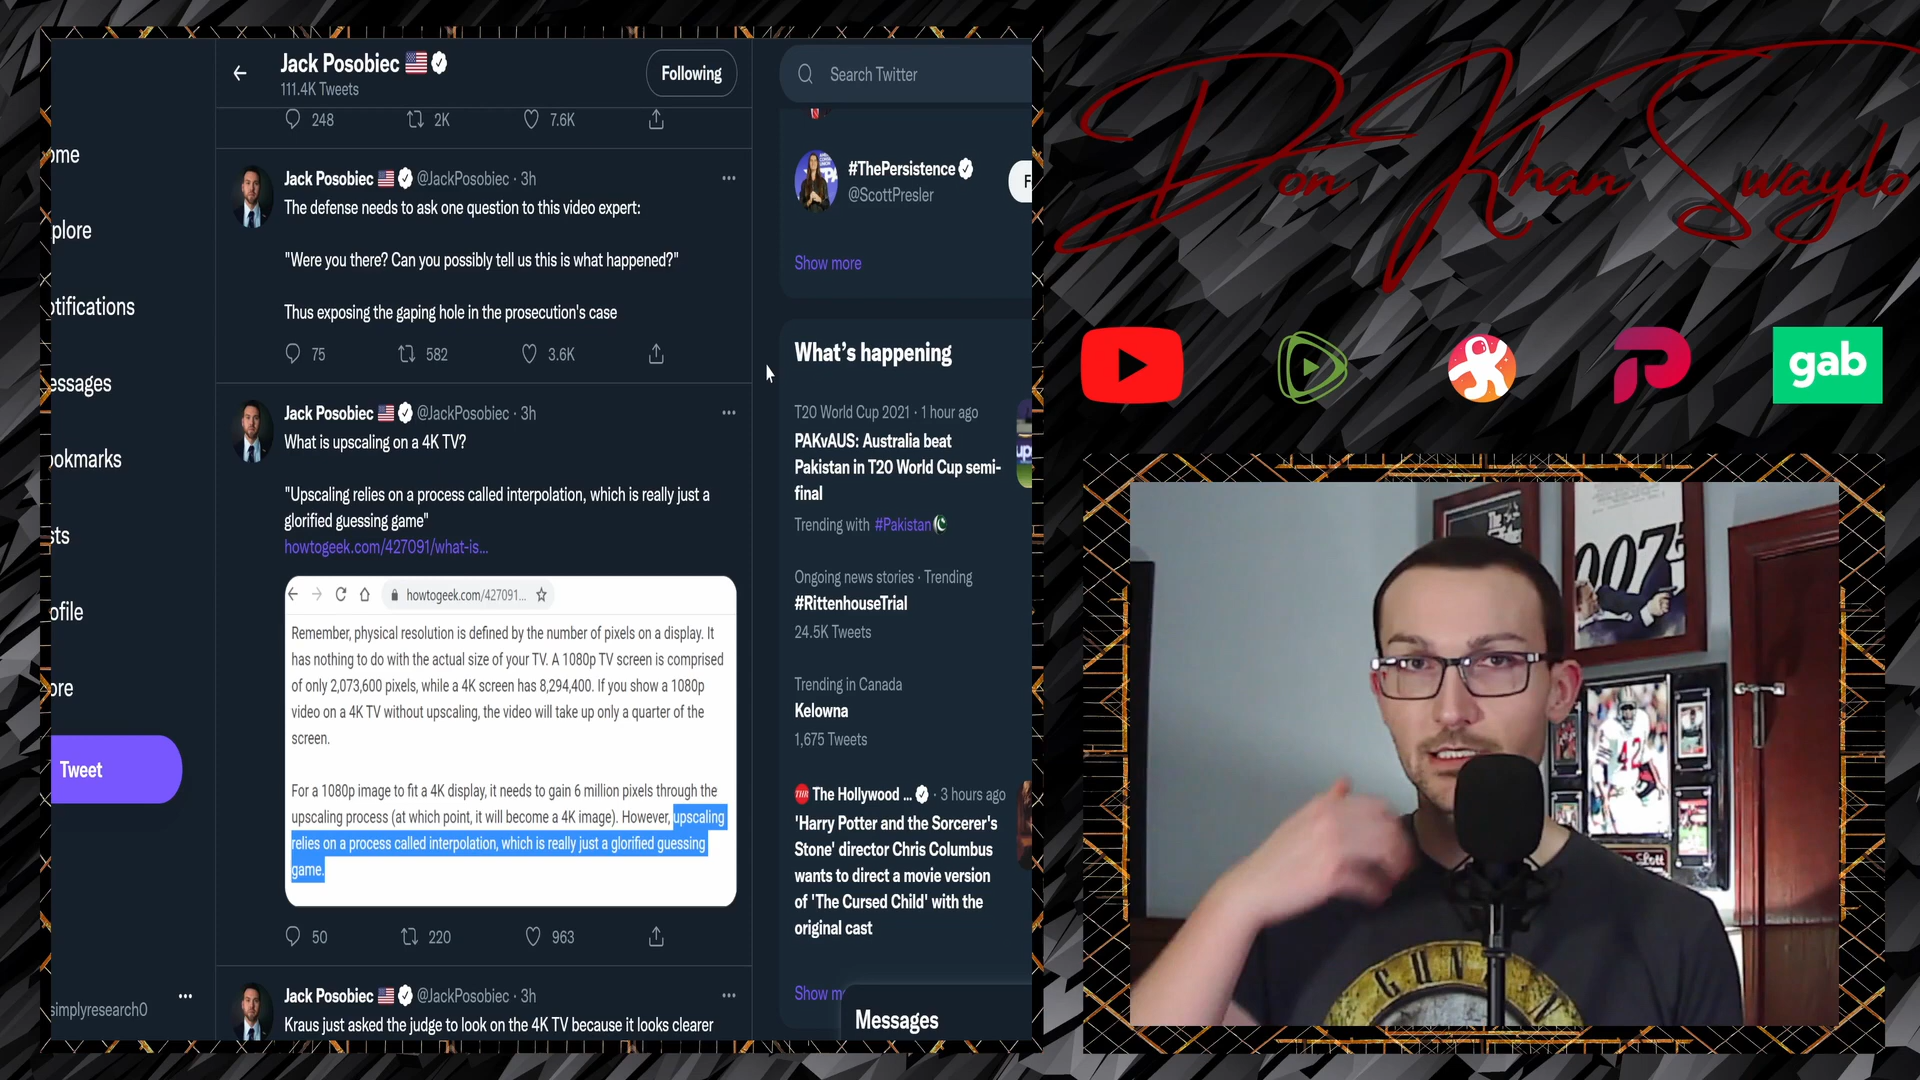 Jack Posobiec
111.4K Tweets
Following
Search Twitter
248 2K 7.6K
Jack Posobiec @JackPosobiec · 3h
The defense needs to ask one question to this video expert:
"Were you there? Can you possibly tell us this is what happened?"
Thus exposing the gaping hole in the prosecution's case
75 582 3.6K
Jack Posobiec @JackPosobiec · 3h
What is upscaling on a 4K TV?
"Upscaling relies on a process called interpolation, which is really just a
glorified guessing game"
howtogeek.com/427091/what-is...
howtogeek.com/427091...
Remember, physical resolution is defined by the number of pixels on a display. It
has nothing to do with the actual size of your TV. A 1080p TV screen is comprised
of only 2,073,600 pixels, while a 4K screen has 8,294,400. If you show a 1080p
video on a 4K TV without upscaling, the video will take up only a quarter of the
screen.
For a 1080p image to fit a 4K display, it needs to gain 6 million pixels through the
upscaling process (at which point, it will become a 4K image). However, upscaling
relies on a process called interpolation, which is really just a glorified guessing
game.
50 220 963
Jack Posobiec @JackPosobiec · 3h
Kraus just asked the judge to look on the 4K TV because it looks clearer
ome
plore
otifications
essages
ookmarks
sts
ofile
ore
Tweet
simplyresearch0
#ThePersistence
@ScottPresler
F
Show more
What's happening
T20 World Cup 2021 · 1 hour ago
PAKvAUS: Australia beat
Pakistan in T20 World Cup semi-
final
Trending with #Pakistan
Ongoing news stories · Trending
#RittenhouseTrial
24.5K Tweets
Trending in Canada
Kelowna
1,675 Tweets
THR The Hollywood ... · 3 hours ago
'Harry Potter and the Sorcerer's
Stone' director Chris Columbus
wants to direct a movie version
of 'The Cursed Child' with the
original cast
Show m
Messages
Don Khan Swaylo
gab
007
42
GUN